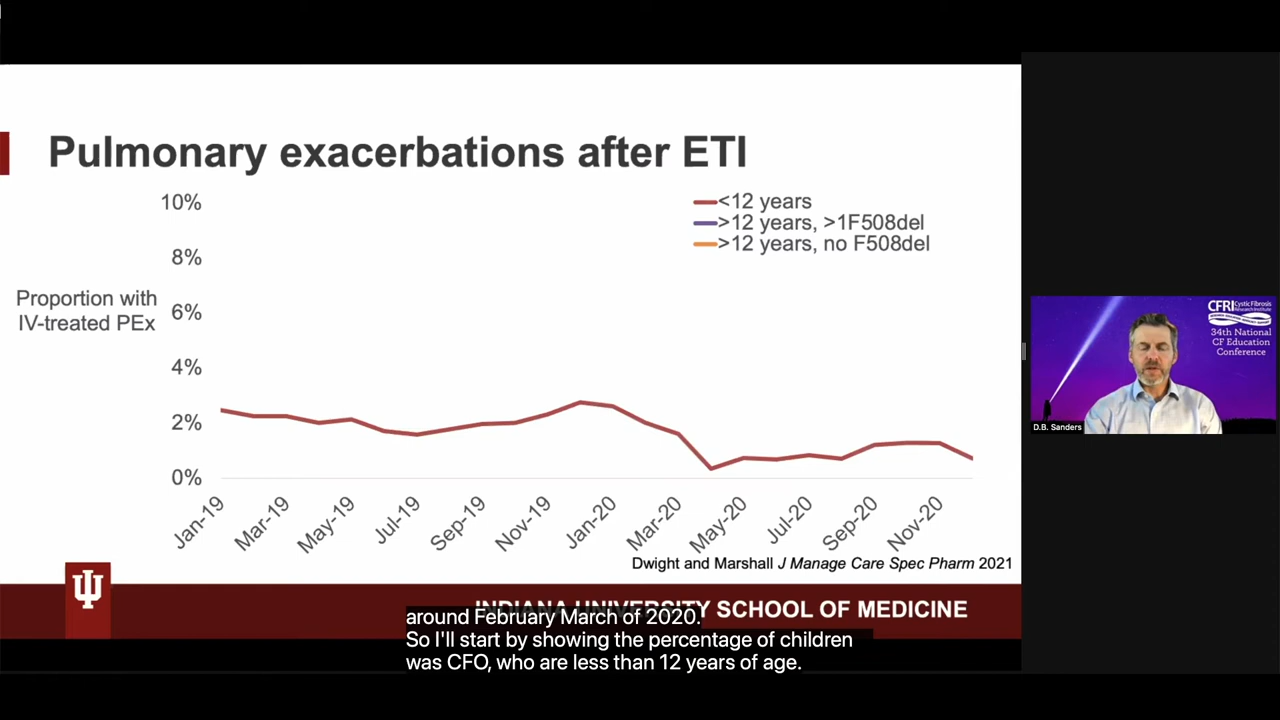 Pulmonary exacerbations after ETI
10%
8%
6%
4%
2%
0%
Proportion with
IV-treated PEx
<12 years
>12 years, >1F508del
>12 years, no F508del
Jan-19
Mar-19
May-19
Jul-19
Sep-19
Nov-19
Jan-20
Mar-20
May-20
Jul-20
Sep-20
Nov-20
Dwight and Marshall J Manage Care Spec Pharm 2021
INDIANA UNIVERSITY SCHOOL OF MEDICINE
around February March of 2020.
So I'll start by showing the percentage of children
was CFO, who are less than 12 years of age.
CFRI Cystic Fibrosis
Research Institute
34th National
CF Education
Conference
D.B. Sanders